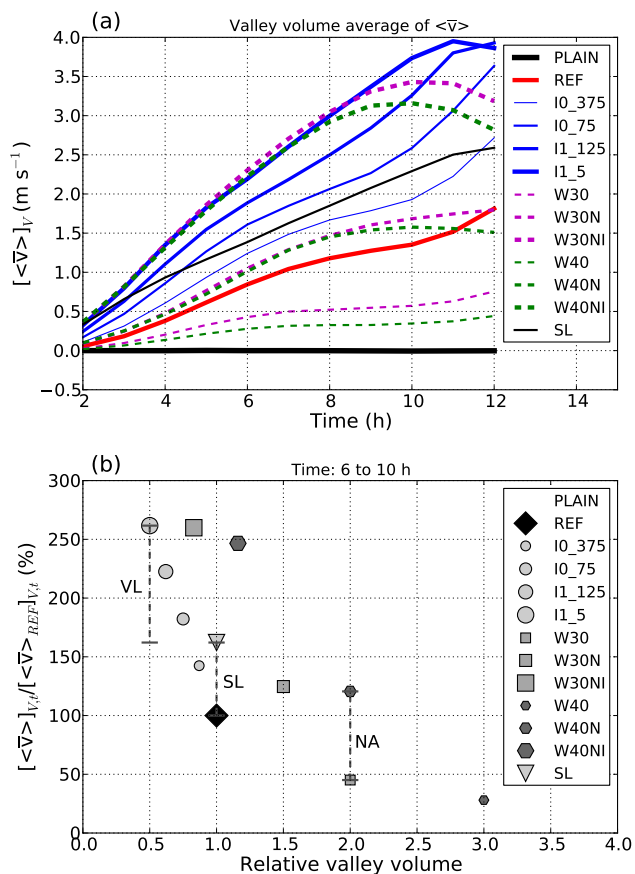 (a)
Valley volume average of <v̅>
[<v̅>]V (m s−1)
4.0
3.5
3.0
2.5
2.0
1.5
1.0
0.5
0.0
−0.5
2 4 6 8 10 12 14
Time (h)
PLAIN
REF
I0_375
I0_75
I1_125
I1_5
W30
W30N
W30NI
W40
W40N
W40NI
SL
(b)
Time: 6 to 10 h
[<v̅>]V,t/[<v̅>REF]V,t (%)
300
250
200
150
100
50
0
VL
SL
NA
0.0 0.5 1.0 1.5 2.0 2.5 3.0 3.5 4.0
Relative valley volume
PLAIN
REF
I0_375
I0_75
I1_125
I1_5
W30
W30N
W30NI
W40
W40N
W40NI
SL